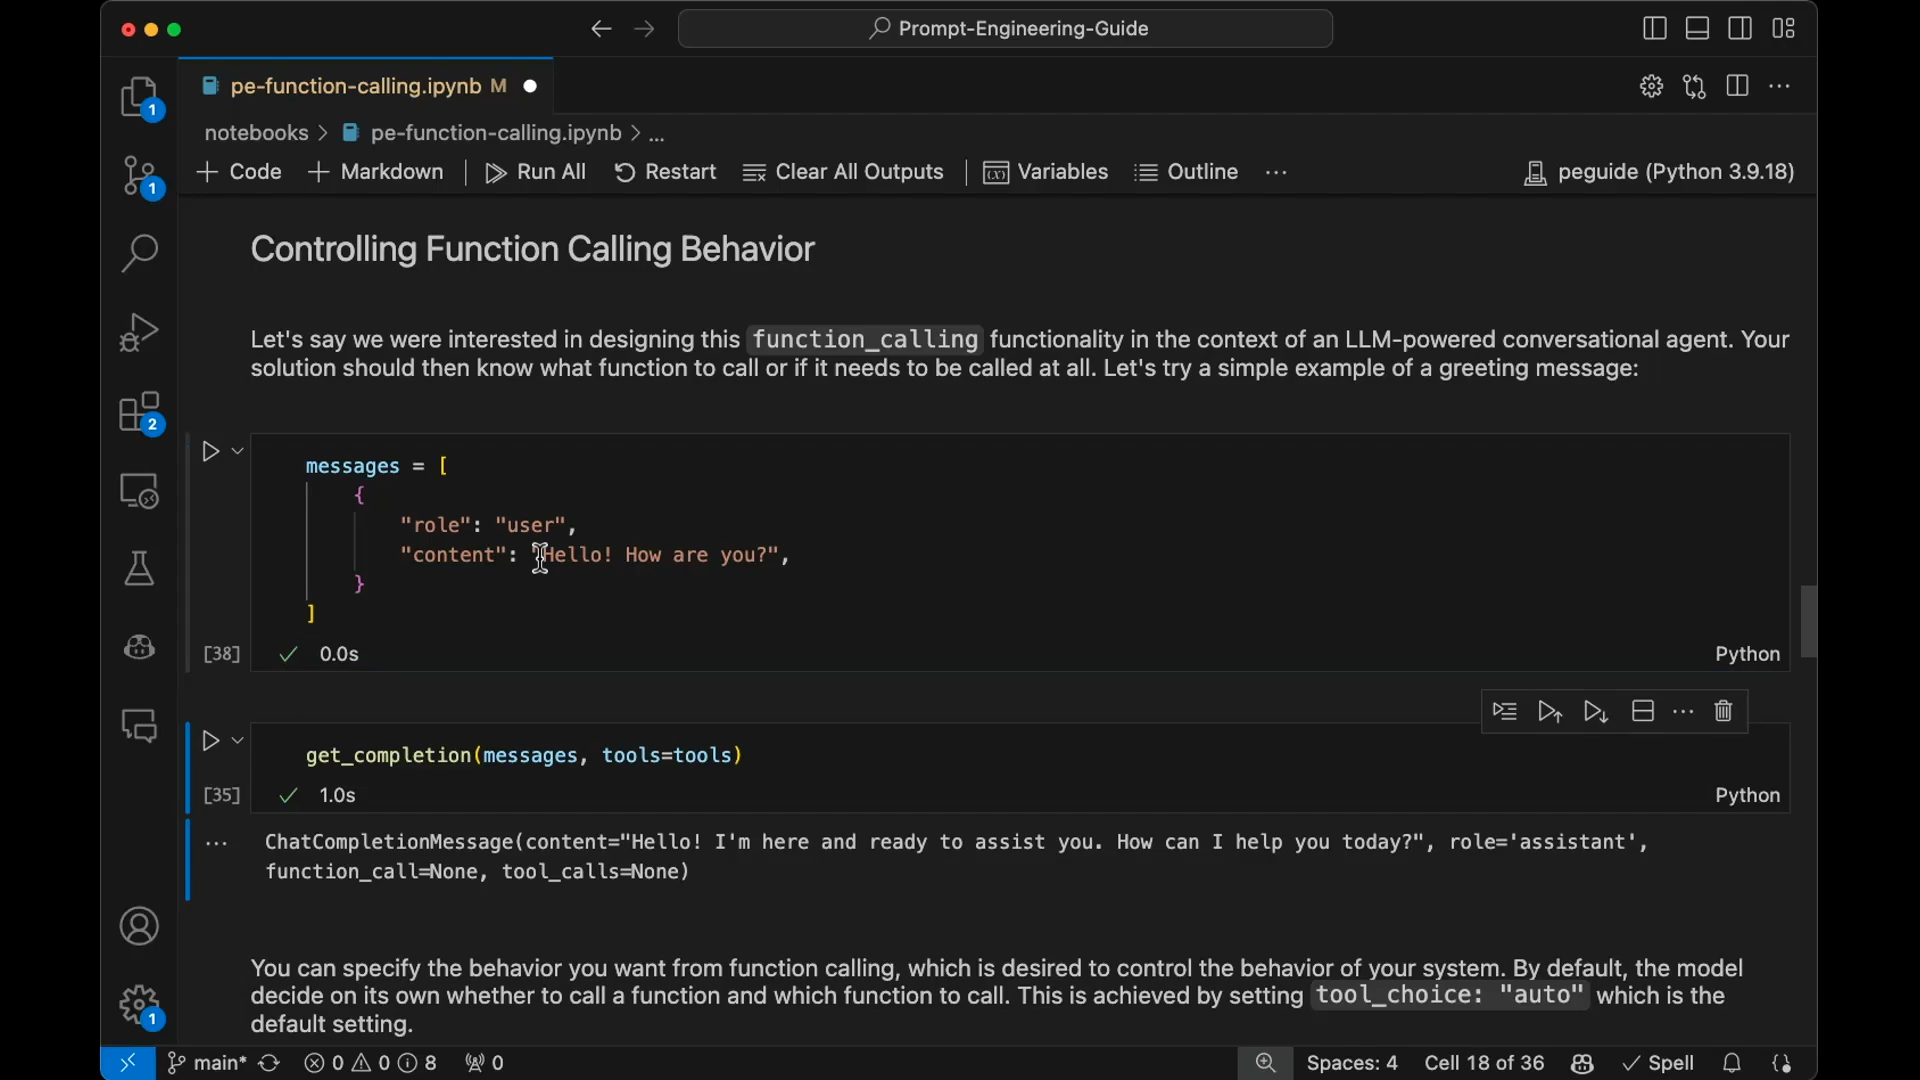 Prompt-Engineering-Guide
pe-function-calling.ipynb M
notebooks > pe-function-calling.ipynb > ...
Code Markdown Run All Restart Clear All Outputs Variables Outline ... peguide (Python 3.9.18)
Controlling Function Calling Behavior
Let's say we were interested in designing this function_calling functionality in the context of an LLM-powered conversational agent. Your
solution should then know what function to call or if it needs to be called at all. Let's try a simple example of a greeting message:
messages = [
{
"role": "user",
"content": "Hello! How are you?",
}
]
[38] 0.0s Python
get_completion(messages, tools=tools)
[35] 1.0s Python
ChatCompletionMessage(content="Hello! I'm here and ready to assist you. How can I help you today?", role='assistant',
function_call=None, tool_calls=None)
You can specify the behavior you want from function calling, which is desired to control the behavior of your system. By default, the model
decide on its own whether to call a function and which function to call. This is achieved by setting tool_choice: "auto" which is the
default setting.
1
1
2
1
main* 0 0 8 0 Spaces: 4 Cell 18 of 36 Spell